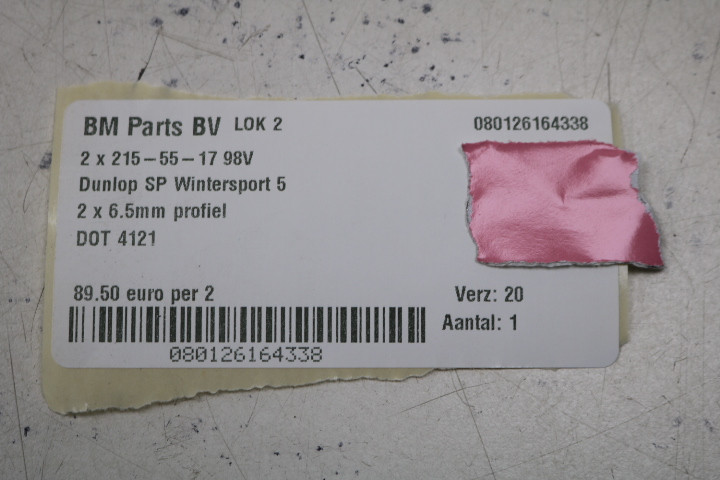 BM Parts BV LOK 2 080126164338
2 x 215-55-17 98V
Dunlop SP Wintersport 5
2 x 6.5mm profiel
DOT 4121
89.50 euro per 2 Verz: 20
Aantal: 1
080126164338